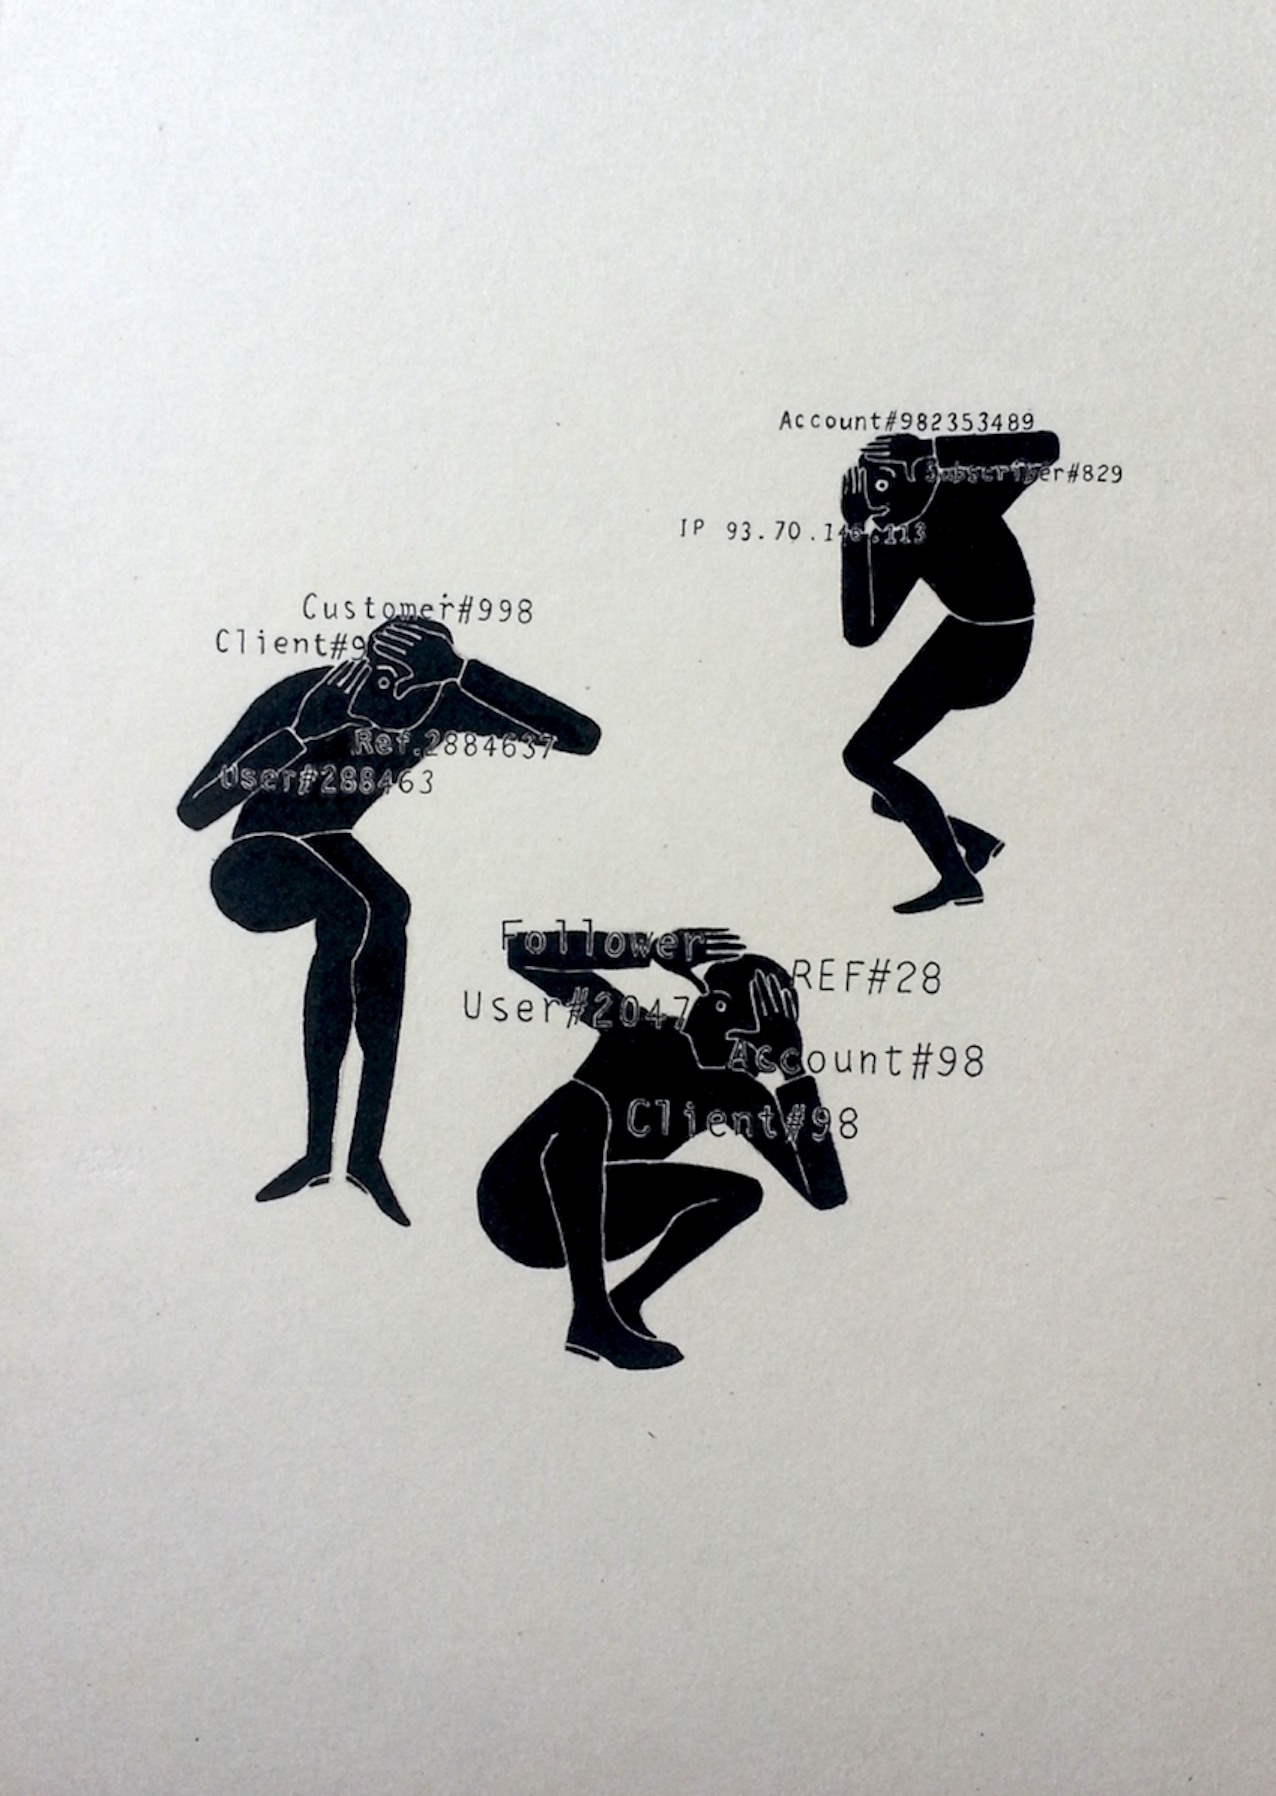 Account#982353489
Subscriber#829
IP 93.70.146.113
Customer#998
Client#9
Ref.2884637
User#288463
Follower
REF#28
User#2047
Account#98
Client#98